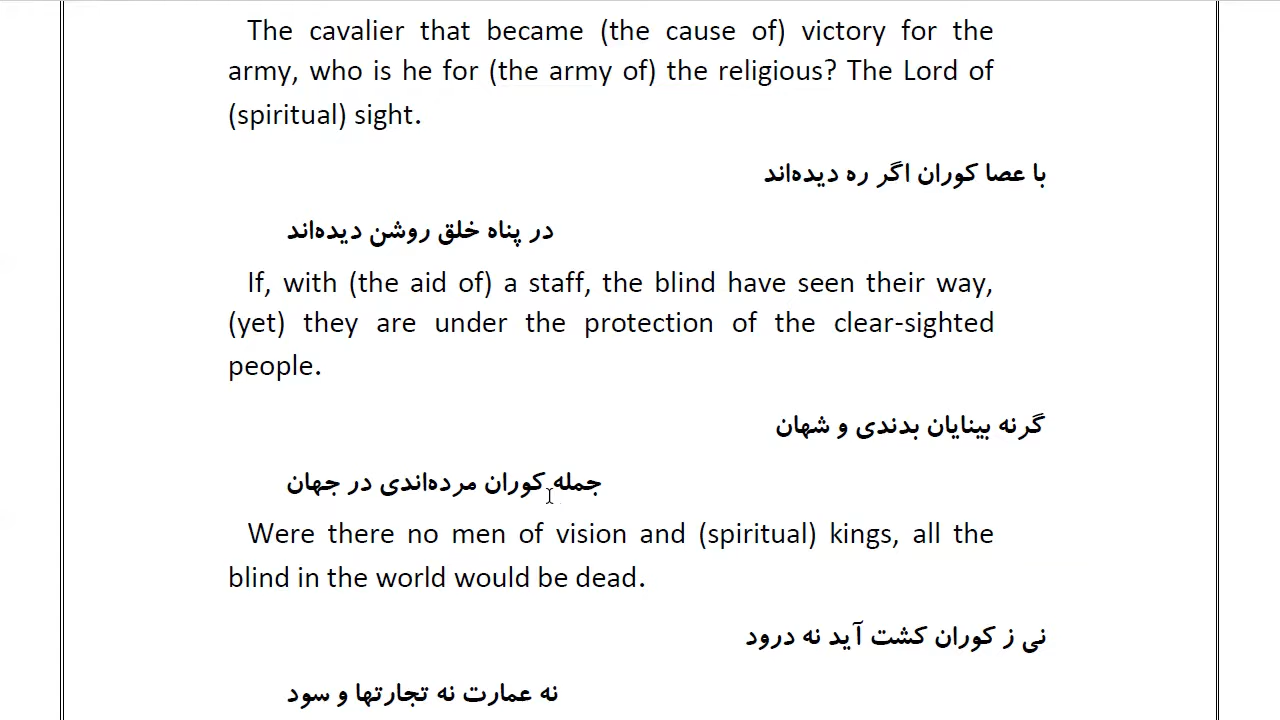 The cavalier that became (the cause of) victory for the
army, who is he for (the army of) the religious? The Lord of
(spiritual) sight.
با عصا کوران اگر ره دیده‌اند
در پناه خلق روشن دیده‌اند
If, with (the aid of) a staff, the blind have seen their way,
(yet) they are under the protection of the clear-sighted
people.
گرنه بینایان بدندی و شهان
جمله کوران مرده‌اندی در جهان
Were there no men of vision and (spiritual) kings, all the
blind in the world would be dead.
نی ز کوران کشت آید نه درود
نه عمارت نه تجارتها و سود